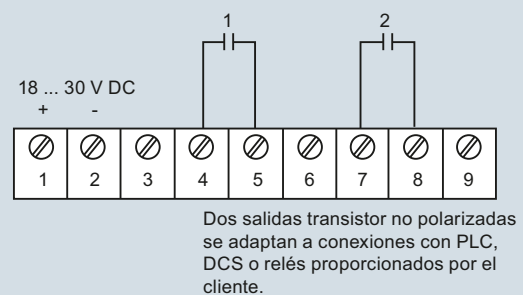 1 2
18 ... 30 V DC
+ -
1 2 3 4 5 6 7 8 9
Dos salidas transistor no polarizadas
se adaptan a conexiones con PLC,
DCS o relés proporcionados por el
cliente.